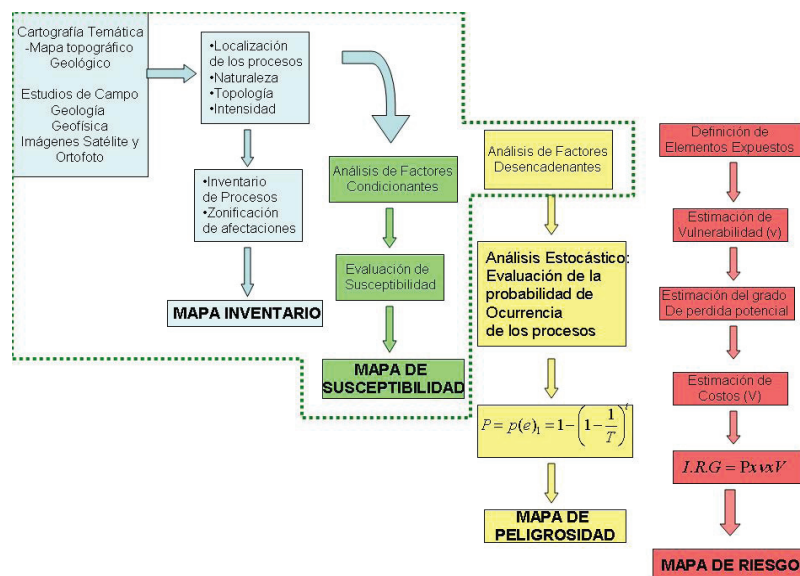 Cartografía Temática
-Mapa topográfico
Geológico
Estudios de Campo
Geología
Geofísica
Imágenes Satélite y
Ortofoto
•Localización
de los procesos
•Naturaleza
•Topología
•Intensidad
•Inventario
de Procesos
•Zonificación
de afectaciones
MAPA INVENTARIO
Análisis de Factores
Condicionantes
Evaluación de
Susceptibilidad
MAPA DE
SUSCEPTIBILIDAD
Análisis de Factores
Desencadenantes
Análisis Estocástico:
Evaluación de la
probabilidad de
Ocurrencia
de los procesos
P = p(e)₁ = 1-(1-1/T)^t
MAPA DE
PELIGROSIDAD
Definición de
Elementos Expuestos
Estimación de
Vulnerabilidad (v)
Estimación del grado
De perdida potencial
Estimación de
Costos (V)
I.R.G = PxvxV
MAPA DE RIESGO